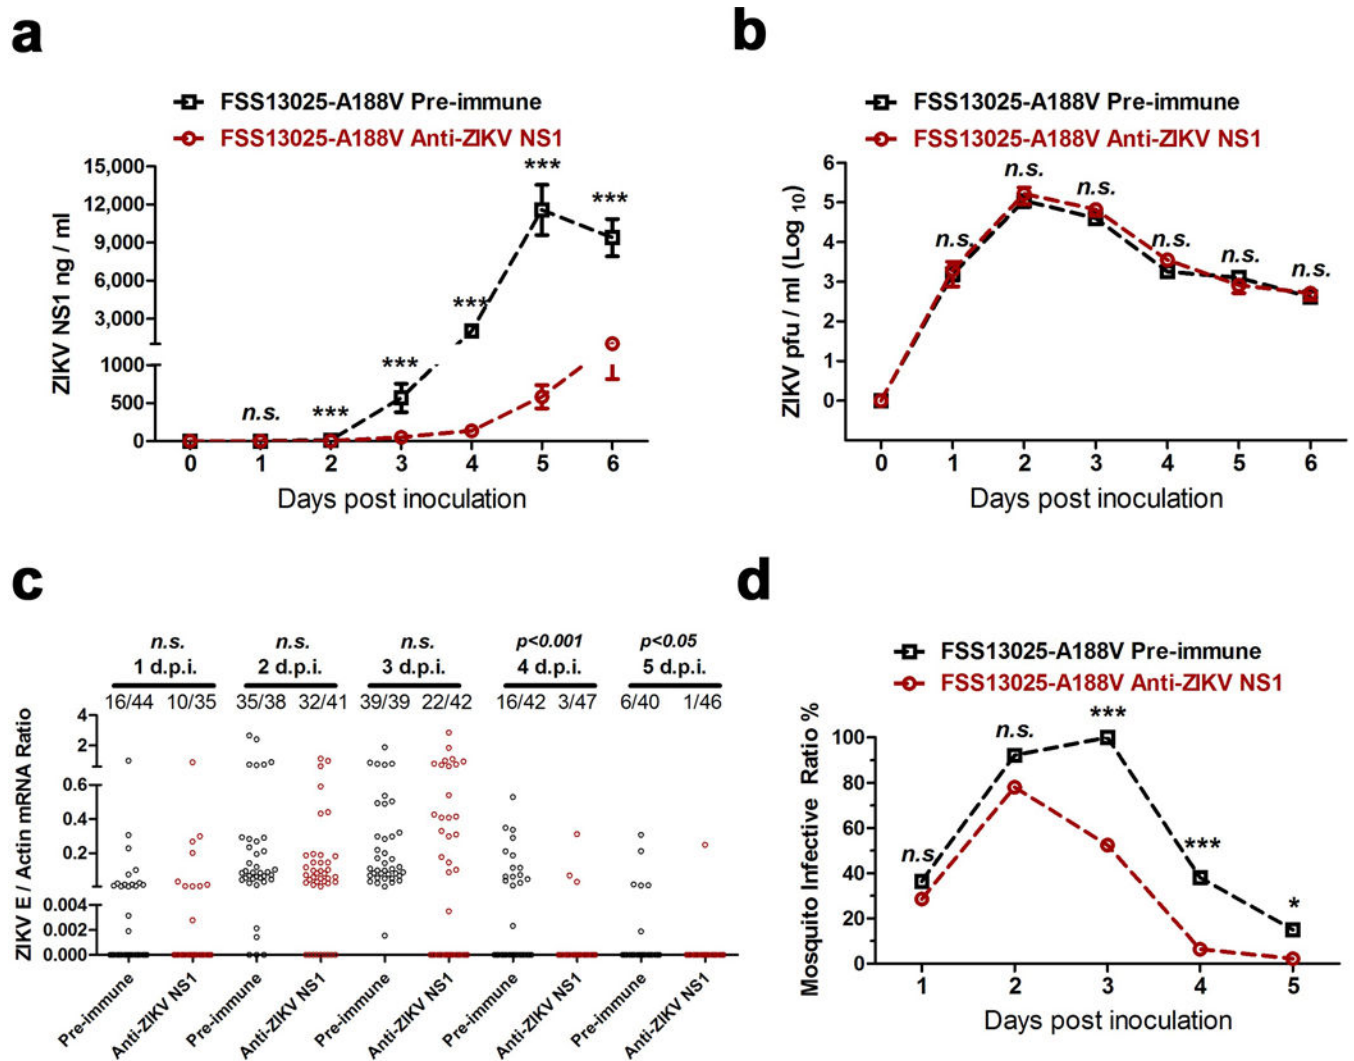 a
FSS13025-A188V Pre-immune
FSS13025-A188V Anti-ZIKV NS1
ZIKV NS1 ng / ml
15,000
12,000
9,000
6,000
3,000
1000
500
0
n.s.
***
***
***
***
***
0 1 2 3 4 5 6
Days post inoculation
b
FSS13025-A188V Pre-immune
FSS13025-A188V Anti-ZIKV NS1
ZIKV pfu / ml (Log 10)
6
5
4
3
2
1
0
n.s.
n.s.
n.s.
n.s.
n.s.
n.s.
0 1 2 3 4 5 6
Days post inoculation
c
n.s. n.s. n.s. p<0.001 p<0.05
1 d.p.i. 2 d.p.i. 3 d.p.i. 4 d.p.i. 5 d.p.i.
16/44 10/35 35/38 32/41 39/39 22/42 16/42 3/47 6/40 1/46
ZIKV E / Actin mRNA Ratio
4
2
0.6
0.4
0.2
0.004
0.002
0.000
Pre-immune Anti-ZIKV NS1 Pre-immune Anti-ZIKV NS1 Pre-immune Anti-ZIKV NS1 Pre-immune Anti-ZIKV NS1 Pre-immune Anti-ZIKV NS1
d
FSS13025-A188V Pre-immune
FSS13025-A188V Anti-ZIKV NS1
Mosquito Infective Ratio %
100
80
60
40
20
0
n.s
n.s.
***
***
*
1 2 3 4 5
Days post inoculation